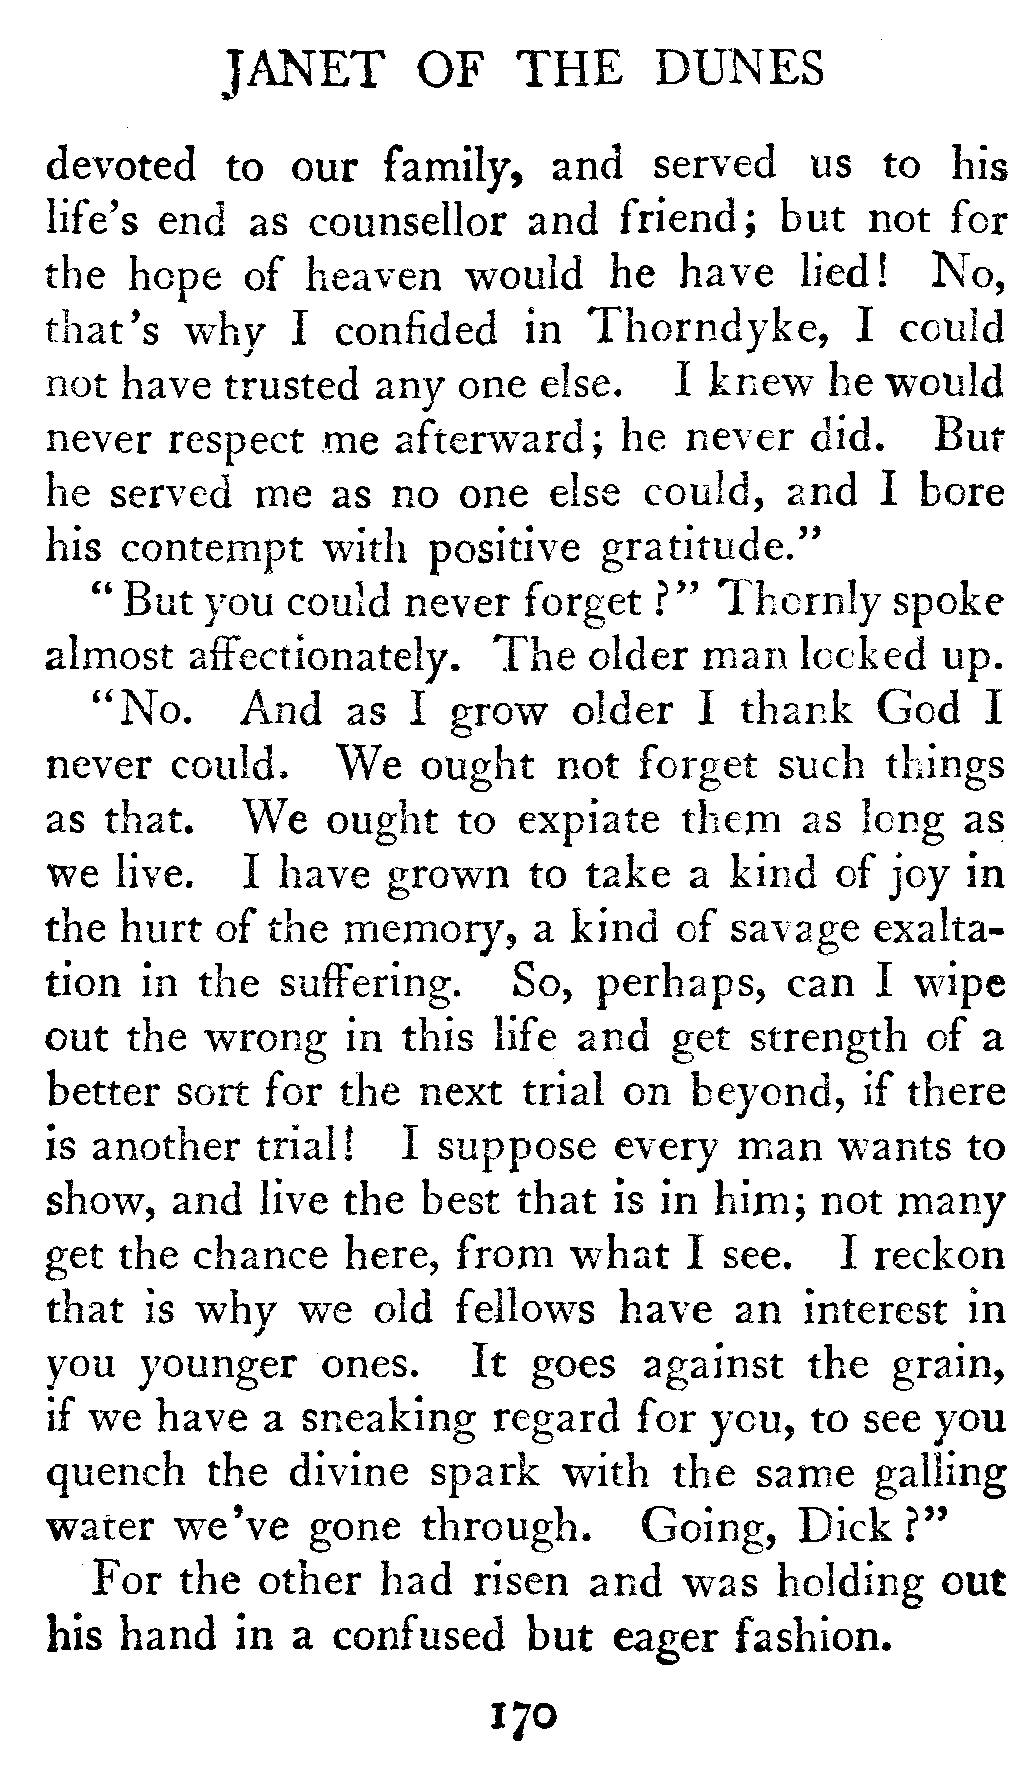 JANET OF THE DUNES
devoted to our family, and served us to his
life's end as counsellor and friend; but not for
the hope of heaven would he have lied! No,
that's why I confided in Thorndyke, I could
not have trusted any one else. I knew he would
never respect me afterward; he never did. But
he served me as no one else could, and I bore
his contempt with positive gratitude."
"But you could never forget?" Thornly spoke
almost affectionately. The older man looked up.
"No. And as I grow older I thank God I
never could. We ought not forget such things
as that. We ought to expiate them as long as
we live. I have grown to take a kind of joy in
the hurt of the memory, a kind of savage exalta-
tion in the suffering. So, perhaps, can I wipe
out the wrong in this life and get strength of a
better sort for the next trial on beyond, if there
is another trial! I suppose every man wants to
show, and live the best that is in him; not many
get the chance here, from what I see. I reckon
that is why we old fellows have an interest in
you younger ones. It goes against the grain,
if we have a sneaking regard for you, to see you
quench the divine spark with the same galling
water we've gone through. Going, Dick?"
For the other had risen and was holding out
his hand in a confused but eager fashion.
170